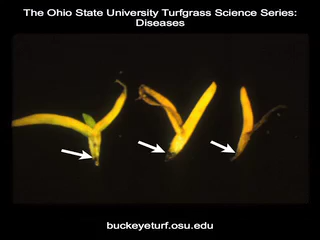 The Ohio State University Turfgrass Science Series:
Diseases
buckeyeturf.osu.edu